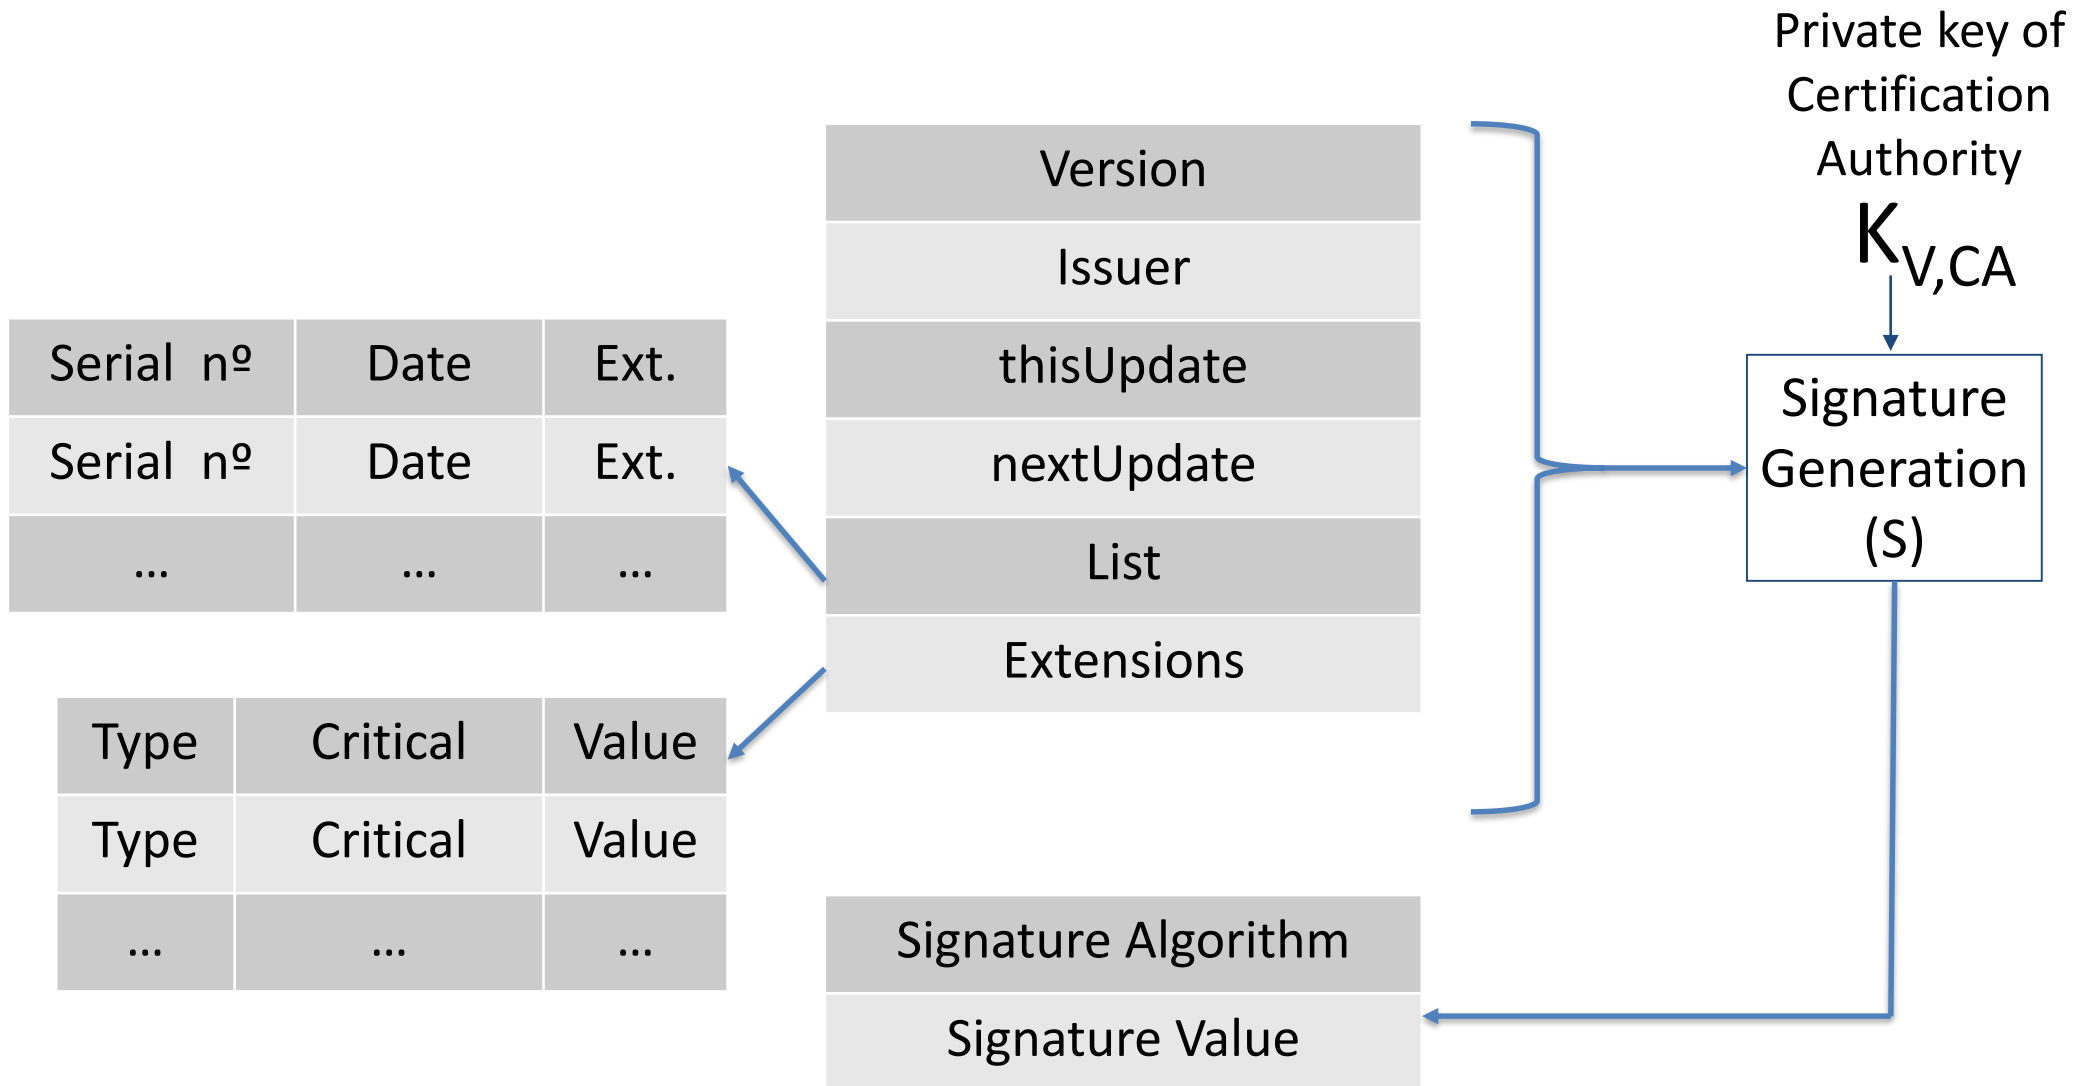 Private key of
Certification
Authority
K V,CA
Version
Issuer
thisUpdate
nextUpdate
List
Extensions
Serial nº Date Ext.
Serial nº Date Ext.
... ... ...
Type Critical Value
Type Critical Value
... ... ...
Signature
Generation
(S)
Signature Algorithm
Signature Value